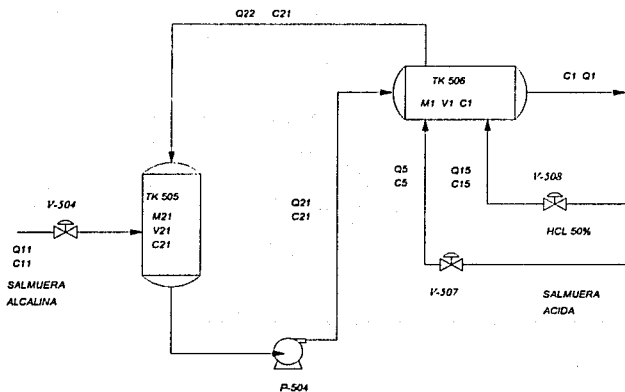 Q22 C21
TK 506
M1 V1 C1
C1 Q1
TK 505
M21
V21
C21
V-504
Q11
C11
SALMUERA
ALCALINA
Q21
C21
Q5
C5
Q15
C15
V-508
HCL 50%
V-507
SALMUERA
ACIDA
P-504